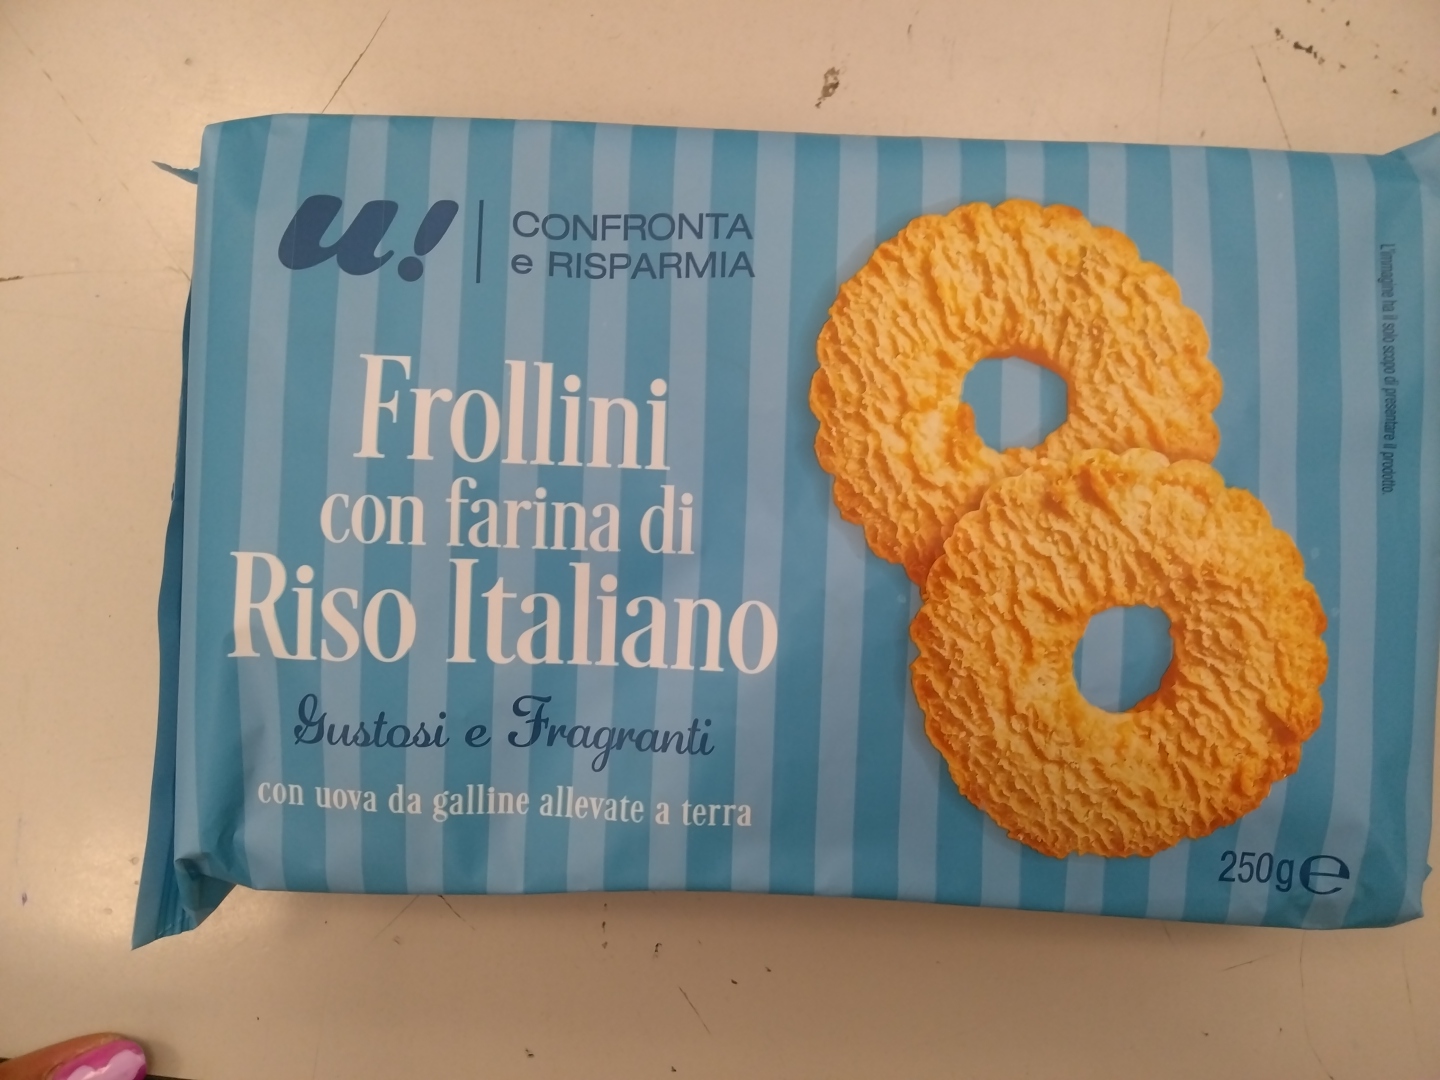 u! CONFRONTA
e RISPARMIA
Frollini
con farina di
Riso Italiano
Gustosi e Fragranti
con uova da galline allevate a terra
250g e
L'immagine ha il solo scopo di presentare il prodotto.